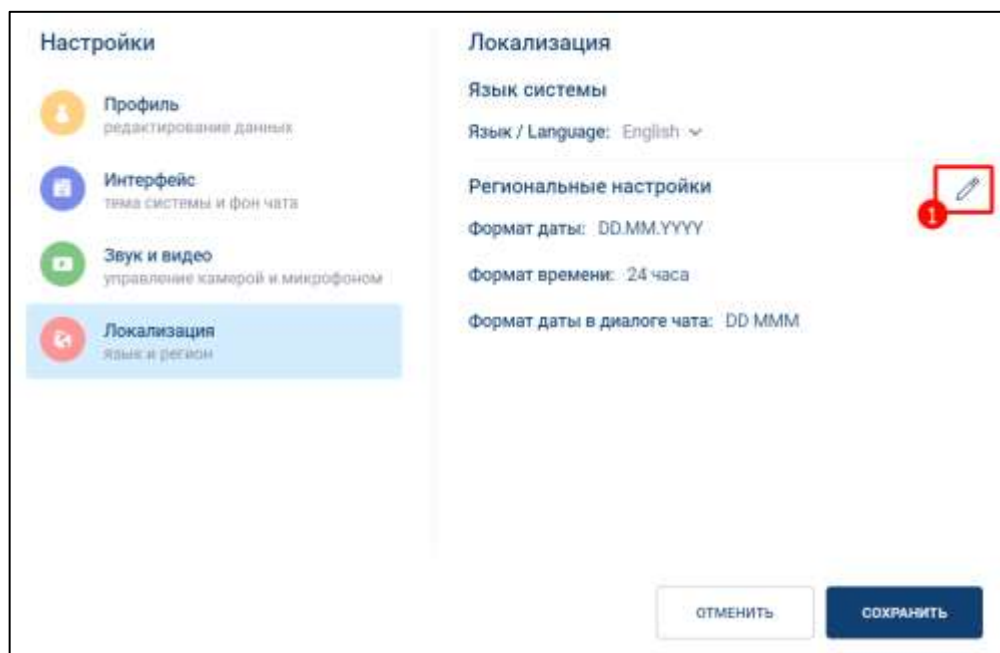 Настройки
Профиль
редактирование данных
Интерфейс
тема системы и фон чата
Звук и видео
управление камерой и микрофоном
Локализация
язык и регион
Локализация
Язык системы
Язык / Language: English
Региональные настройки
1
Формат даты: DD.MM.YYYY
Формат времени: 24 часа
Формат даты в диалоге чата: DD MMM
ОТМЕНИТЬ
СОХРАНИТЬ